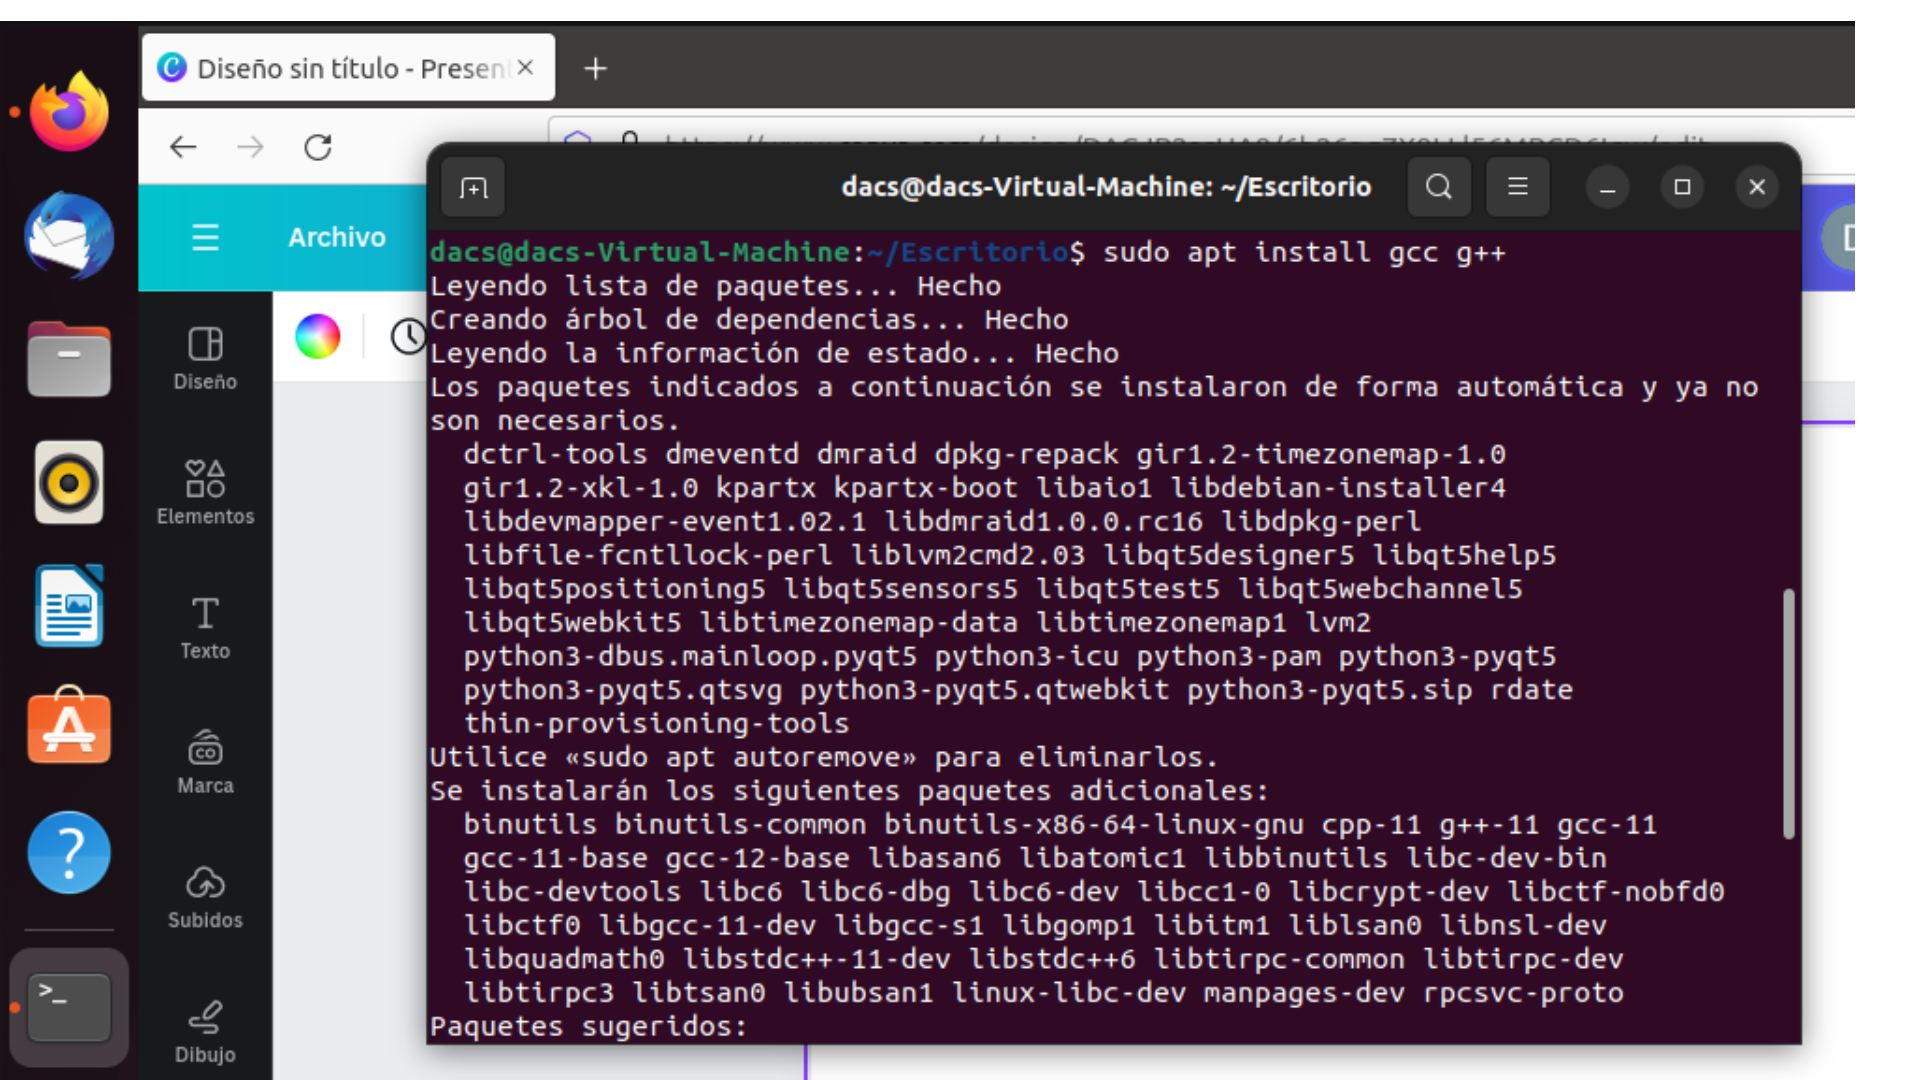 Diseño sin título - Present
dacs@dacs-Virtual-Machine: ~/Escritorio
Archivo
Diseño
Elementos
Texto
Marca
Subidos
Dibujo
dacs@dacs-Virtual-Machine:~/Escritorio$ sudo apt install gcc g++
Leyendo lista de paquetes... Hecho
Creando árbol de dependencias... Hecho
Leyendo la información de estado... Hecho
Los paquetes indicados a continuación se instalaron de forma automática y ya no
son necesarios.
dctrl-tools dmeventd dmraid dpkg-repack gir1.2-timezonemap-1.0
gir1.2-xkl-1.0 kpartx kpartx-boot libaio1 libdebian-installer4
libdevmapper-event1.02.1 libdmraid1.0.0.rc16 libdpkg-perl
libfile-fcntllock-perl liblvm2cmd2.03 libqt5designer5 libqt5help5
libqt5positioning5 libqt5sensors5 libqt5test5 libqt5webchannel5
libqt5webkit5 libtimezonemap-data libtimezonemap1 lvm2
python3-dbus.mainloop.pyqt5 python3-icu python3-pam python3-pyqt5
python3-pyqt5.qtsvg python3-pyqt5.qtwebkit python3-pyqt5.sip rdate
thin-provisioning-tools
Utilice «sudo apt autoremove» para eliminarlos.
Se instalarán los siguientes paquetes adicionales:
binutils binutils-common binutils-x86-64-linux-gnu cpp-11 g++-11 gcc-11
gcc-11-base gcc-12-base libasan6 libatomic1 libbinutils libc-dev-bin
libc-devtools libc6 libc6-dbg libc6-dev libcc1-0 libcrypt-dev libctf-nobfd0
libctf0 libgcc-11-dev libgcc-s1 libgomp1 libitm1 liblsan0 libnsl-dev
libquadmath0 libstdc++-11-dev libstdc++6 libtirpc-common libtirpc-dev
libtirpc3 libtsan0 libubsan1 linux-libc-dev manpages-dev rpcsvc-proto
Paquetes sugeridos: